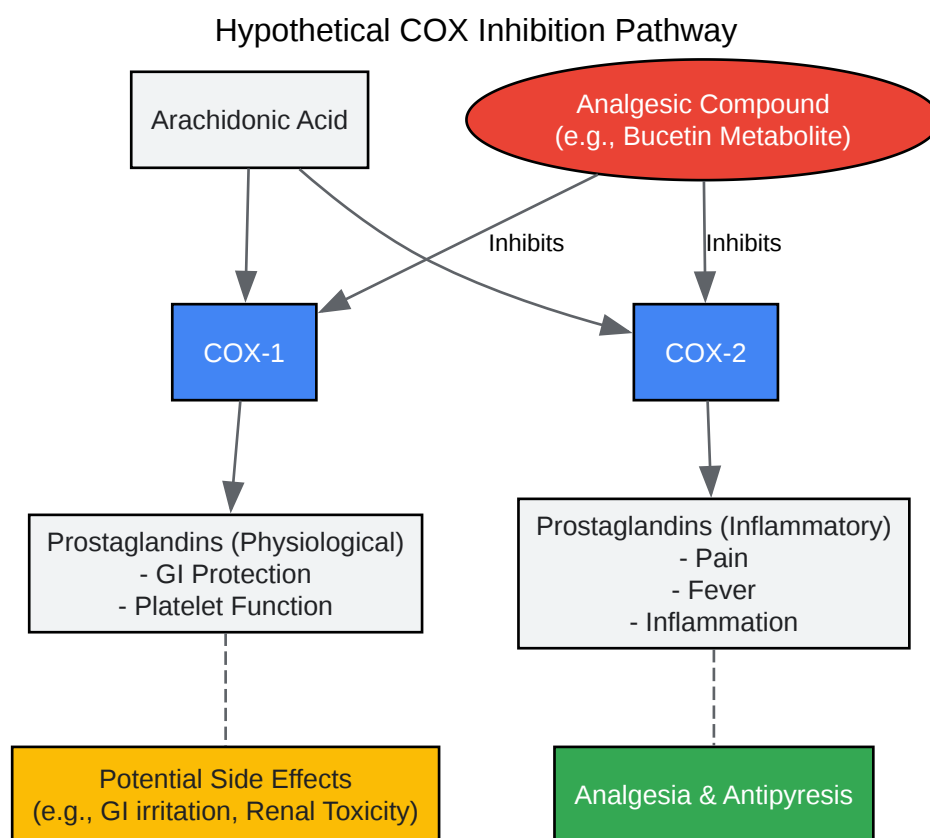 Hypothetical COX Inhibition Pathway
Arachidonic Acid
Analgesic Compound
(e.g., Bucetin Metabolite)
Inhibits
Inhibits
COX-1
COX-2
Prostaglandins (Physiological)
- GI Protection
- Platelet Function
Prostaglandins (Inflammatory)
- Pain
- Fever
- Inflammation
Potential Side Effects
(e.g., GI irritation, Renal Toxicity)
Analgesia & Antipyresis